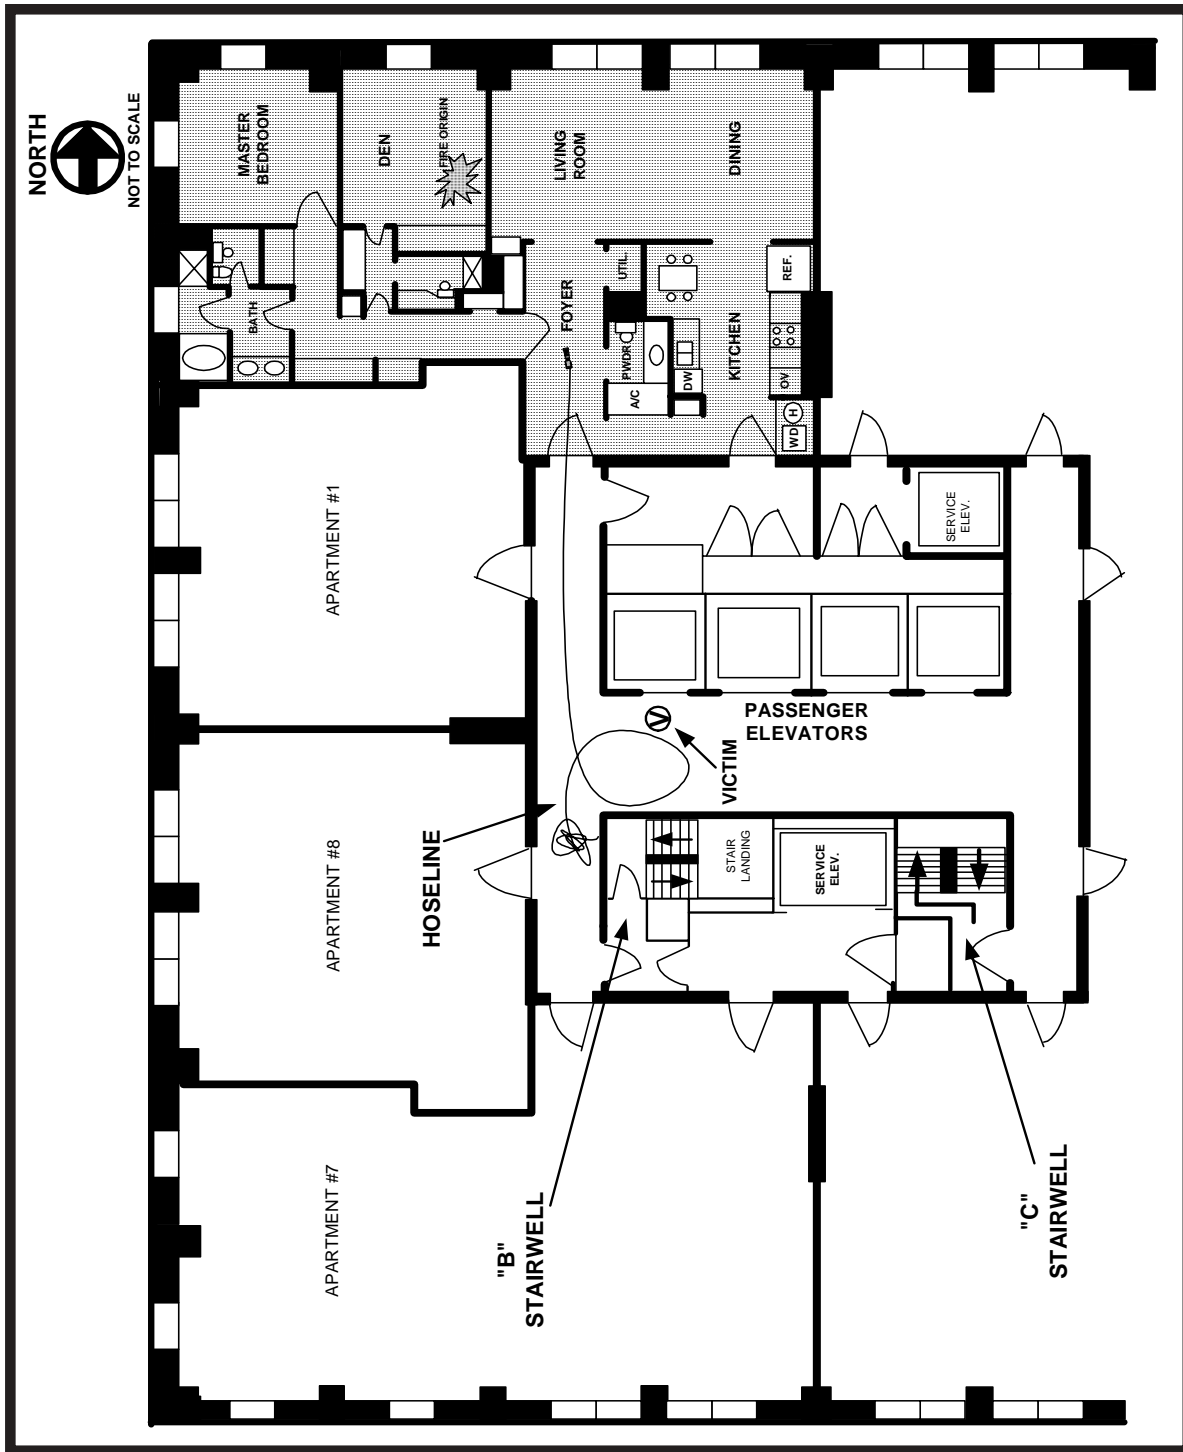 NORTH
NOT TO SCALE
MASTER
BEDROOM
DEN
FIRE ORIGIN
LIVING
ROOM
DINING
BATH
FOYER
UTIL.
REF.
KITCHEN
PWDR
DW
A/C
OV
H
WD
APARTMENT #1
SERVICE
ELEV.
PASSENGER
ELEVATORS
V
VICTIM
HOSELINE
APARTMENT #8
STAIR
LANDING
SERVICE
ELEV.
APARTMENT #7
"B"
STAIRWELL
"C"
STAIRWELL